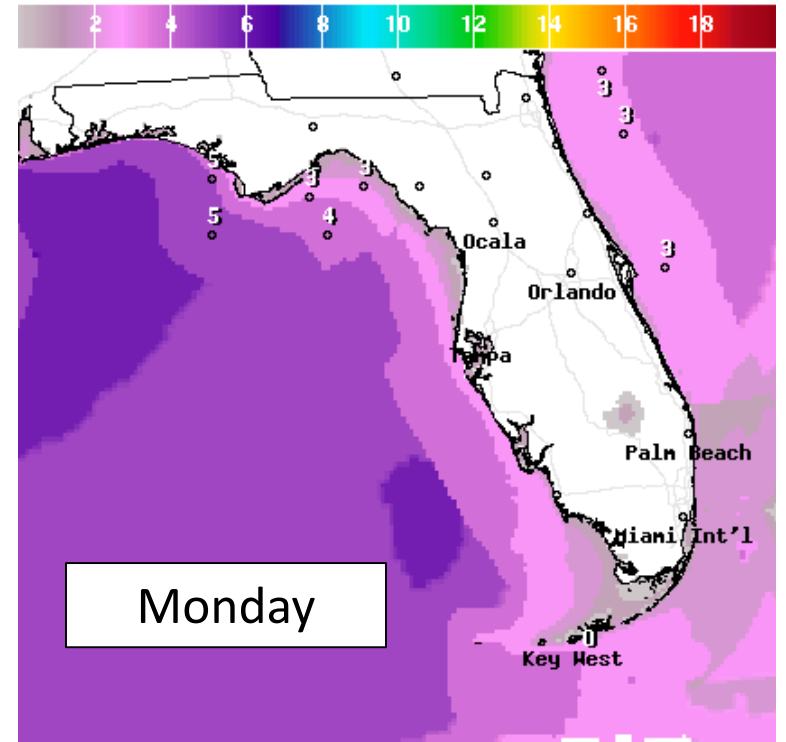 2 4 6 8 10 12 14 16 18
3
3
5 3 3
5 4
Ocala
3
Orlando
Tampa
Palm Beach
Miami Int'l
Monday
0
Key West